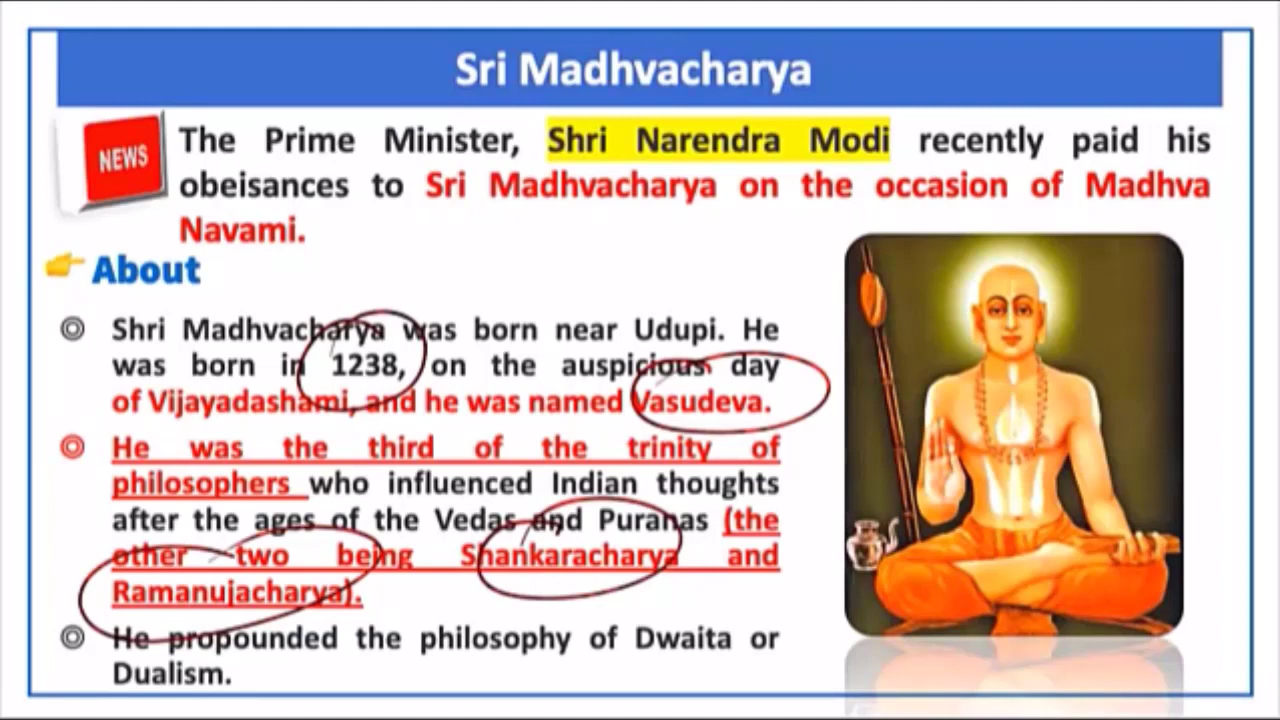 Sri Madhvacharya
NEWS
The Prime Minister, Shri Narendra Modi recently paid his
obeisances to Sri Madhvacharya on the occasion of Madhva
Navami.
About
Shri Madhvacharya was born near Udupi. He
was born in 1238, on the auspicious day
of Vijayadashami, and he was named Vasudeva.
He was the third of the trinity of
philosophers who influenced Indian thoughts
after the ages of the Vedas and Puranas (the
other two being Shankaracharya and
Ramanujacharya).
He propounded the philosophy of Dwaita or
Dualism.